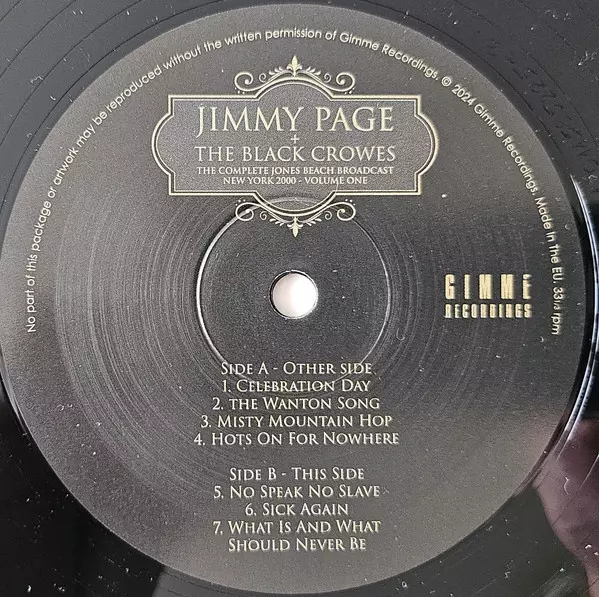 No part of this package or artwork may be reproduced without the written permission of Gimme Recordings. © 2024 Gimme Recordings. Made in the EU. 33 1/3 rpm
JIMMY PAGE
+
THE BLACK CROWES
THE COMPLETE JONES BEACH BROADCAST
NEW YORK 2000 - VOLUME ONE
GIMME
RECORDINGS
SIDE A - OTHER SIDE
1. CELEBRATION DAY
2. THE WANTON SONG
3. MISTY MOUNTAIN HOP
4. HOTS ON FOR NOWHERE
SIDE B - THIS SIDE
5. NO SPEAK NO SLAVE
6. SICK AGAIN
7. WHAT IS AND WHAT
SHOULD NEVER BE